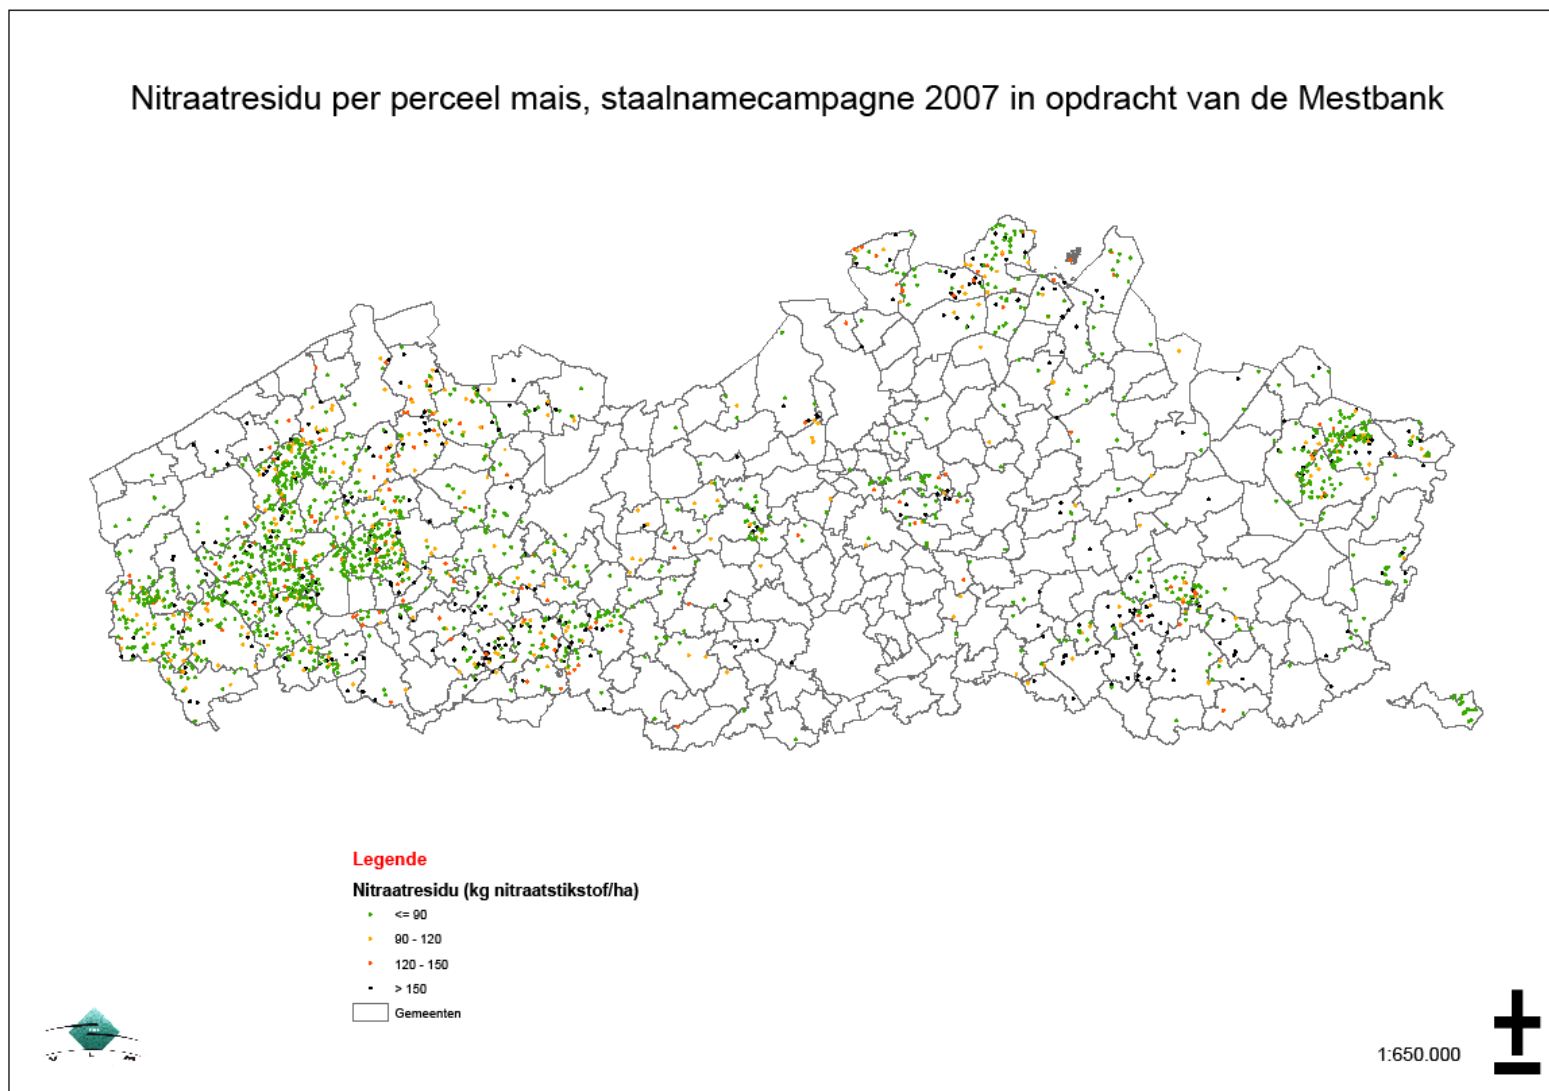 Nitraatresidu per perceel mais, staalnamecampagne 2007 in opdracht van de Mestbank
Legende
Nitraatresidu (kg nitraatstikstof/ha)
<= 90
90 - 120
120 - 150
> 150
Gemeenten
V L M
1:650.000